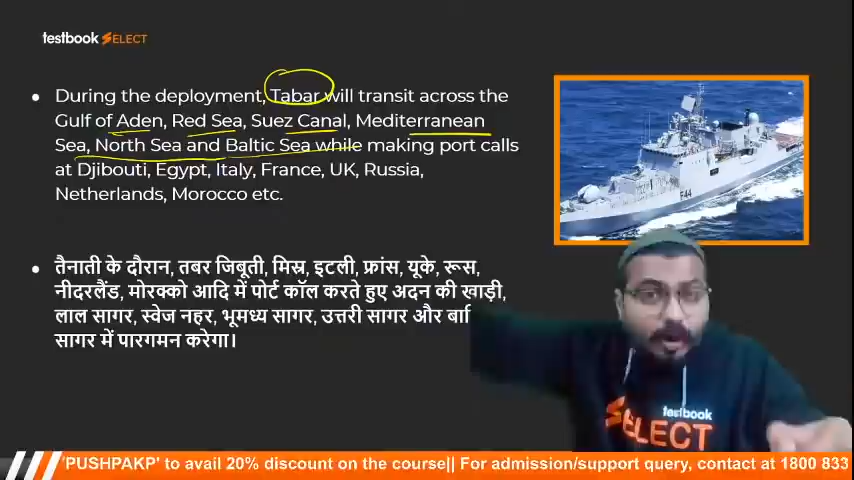 testbook SELECT
During the deployment, Tabar will transit across the
Gulf of Aden, Red Sea, Suez Canal, Mediterranean
Sea, North Sea and Baltic Sea while making port calls
at Djibouti, Egypt, Italy, France, UK, Russia,
Netherlands, Morocco etc.
F44
तैनाती के दौरान, तबर जिबूती, मिस्र, इटली, फ्रांस, यूके, रूस,
नीदरलैंड, मोरक्को आदि में पोर्ट कॉल करते हुए अदन की खाड़ी,
लाल सागर, स्वेज नहर, भूमध्य सागर, उत्तरी सागर और
सागर में पारगमन करेगा।
testbook
SELECT
'PUSHPAKP' to avail 20% discount on the course|| For admission/support query, contact at 1800 833